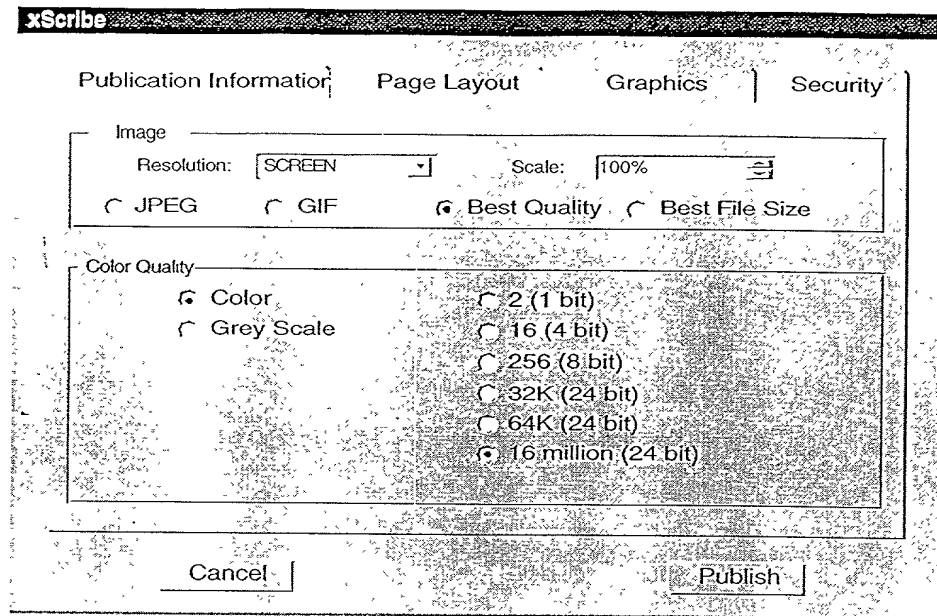 xScribe
Publication Information Page Layout Graphics Security
Image
Resolution: SCREEN Scale: 100%
JPEG GIF Best Quality Best File Size
Color Quality
Color 2 (1 bit)
Grey Scale 16 (4 bit)
256 (8 bit)
32K (24 bit)
64K (24 bit)
16 million (24 bit)
Cancel Publish